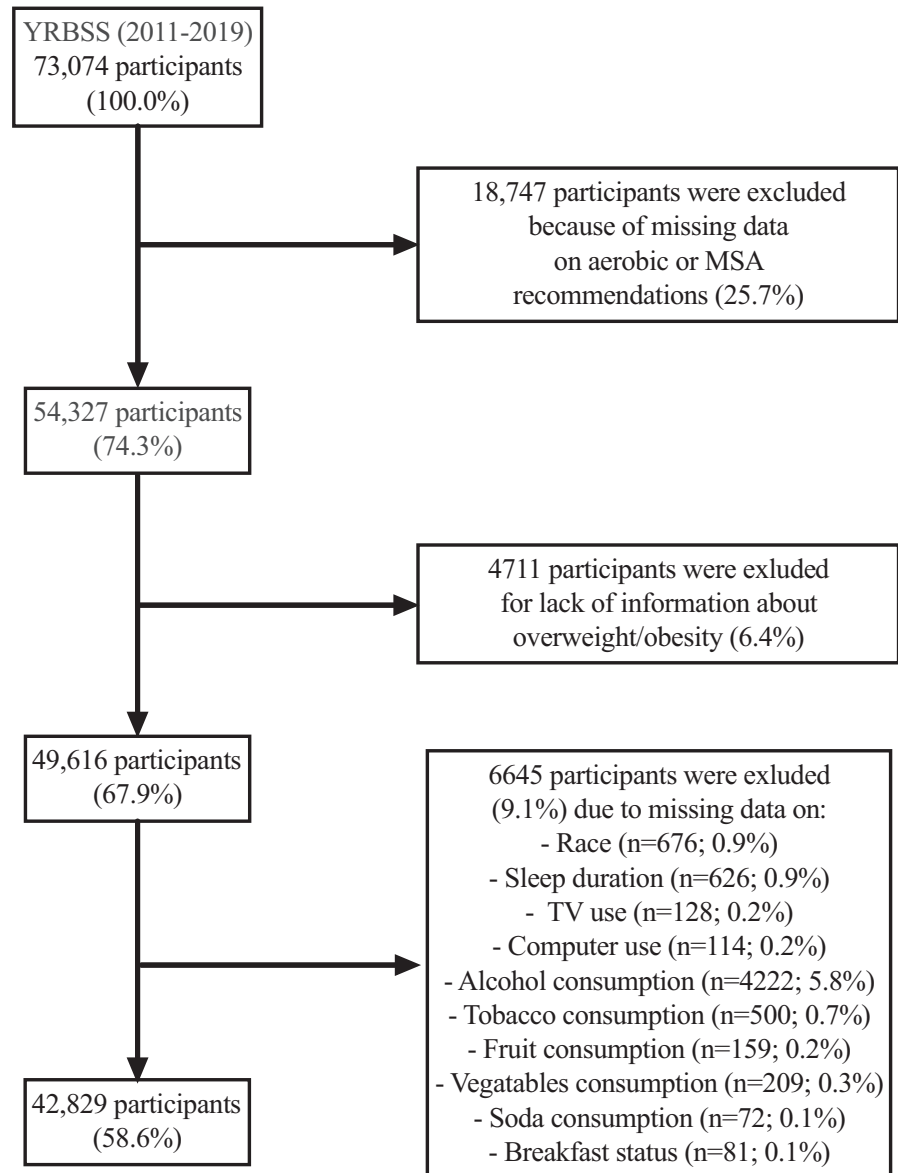 YRBSS (2011-2019)
73,074 participants
(100.0%)
18,747 participants were excluded
because of missing data
on aerobic or MSA
recommendations (25.7%)
54,327 participants
(74.3%)
4711 participants were exluded
for lack of information about
overweight/obesity (6.4%)
49,616 participants
(67.9%)
6645 participants were exluded
(9.1%) due to missing data on:
- Race (n=676; 0.9%)
- Sleep duration (n=626; 0.9%)
- TV use (n=128; 0.2%)
- Computer use (n=114; 0.2%)
- Alcohol consumption (n=4222; 5.8%)
- Tobacco consumption (n=500; 0.7%)
- Fruit consumption (n=159; 0.2%)
- Vegatables consumption (n=209; 0.3%)
- Soda consumption (n=72; 0.1%)
- Breakfast status (n=81; 0.1%)
42,829 participants
(58.6%)